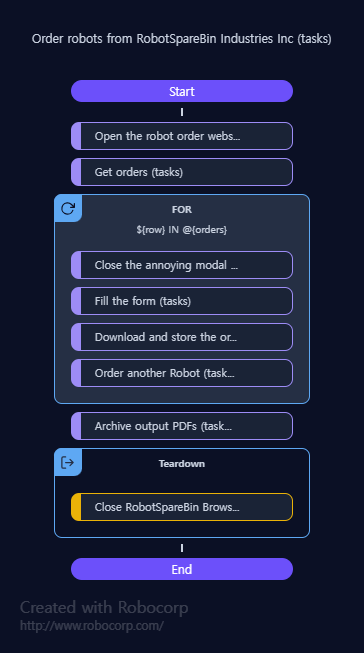 Order robots from RobotSpareBin Industries Inc (tasks)
Start
Open the robot order webs...
Get orders (tasks)
FOR
${row} IN @{orders}
Close the annoying modal ...
Fill the form (tasks)
Download and store the or...
Order another Robot (task...
Archive output PDFs (task...
Teardown
Close RobotSpareBin Brows...
End
Created with Robocorp
http://www.robocorp.com/